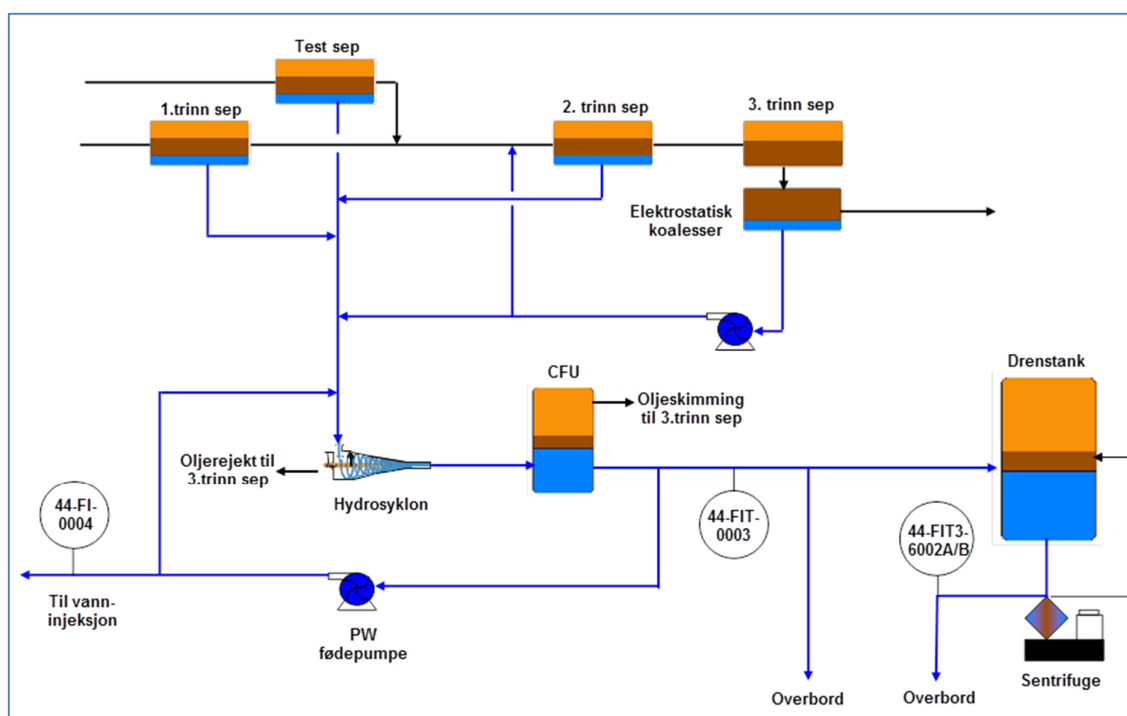 Test sep
1.trinn sep
2. trinn sep
3. trinn sep
Elektrostatisk
koalesser
CFU
Oljeskimming
til 3.trinn sep
Drenstank
Oljerejekt til
3.trinn sep
Hydrosyklon
44-FI-
0004
44-FIT-
0003
44-FIT3-
6002A/B
Til vann-
injeksjon
PW
fødepumpe
Overbord
Overbord
Sentrifuge